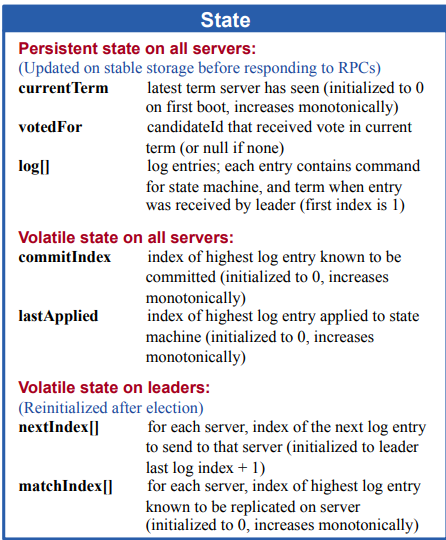 State
Persistent state on all servers:
(Updated on stable storage before responding to RPCs)
currentTerm latest term server has seen (initialized to 0
on first boot, increases monotonically)
votedFor candidateId that received vote in current
term (or null if none)
log[] log entries; each entry contains command
for state machine, and term when entry
was received by leader (first index is 1)
Volatile state on all servers:
commitIndex index of highest log entry known to be
committed (initialized to 0, increases
monotonically)
lastApplied index of highest log entry applied to state
machine (initialized to 0, increases
monotonically)
Volatile state on leaders:
(Reinitialized after election)
nextIndex[] for each server, index of the next log entry
to send to that server (initialized to leader
last log index + 1)
matchIndex[] for each server, index of highest log entry
known to be replicated on server
(initialized to 0, increases monotonically)